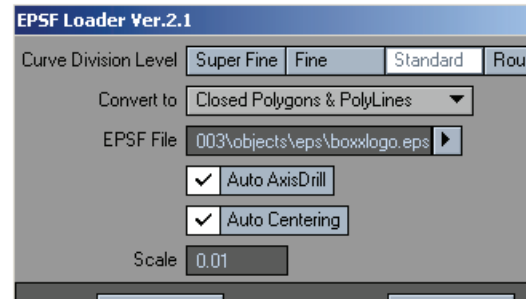 EPSF Loader Ver.2.1
Curve Division Level Super Fine Fine Standard Rou
Convert to Closed Polygons & PolyLines
EPSF File 003\objects\eps\boxxlogo.eps
Auto AxisDrill
Auto Centering
Scale 0.01